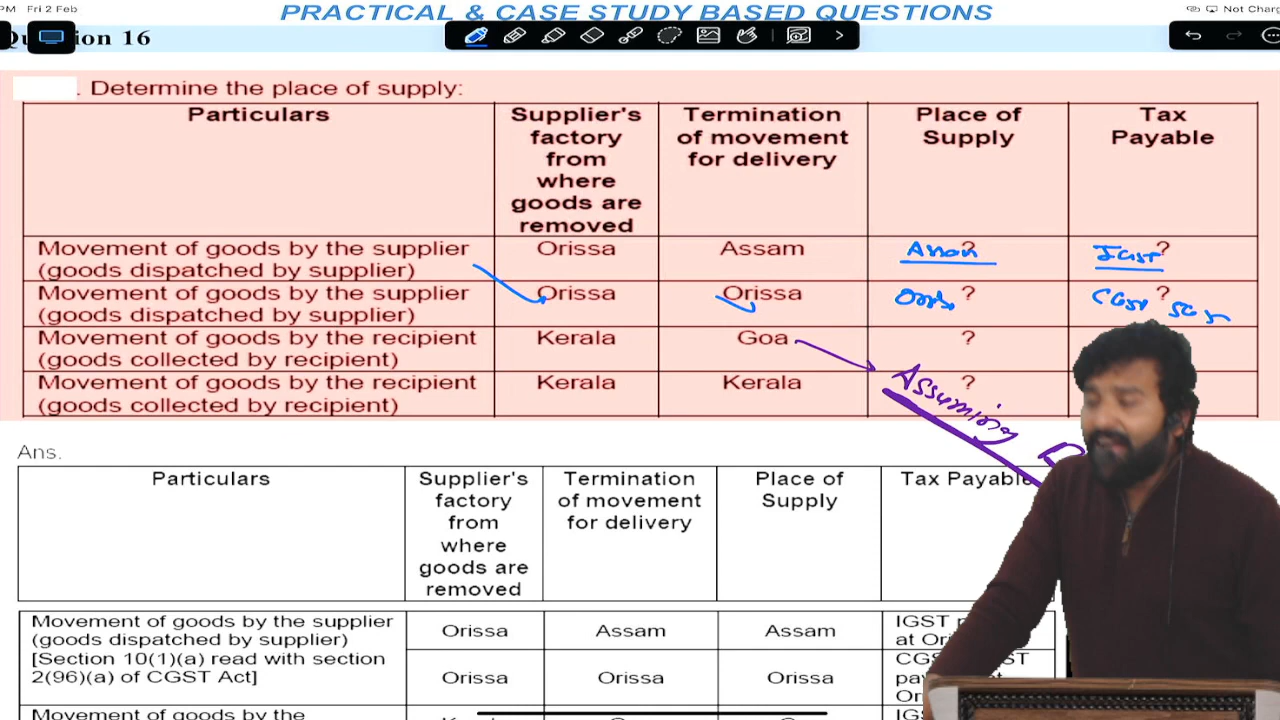 PM Fri 2 Feb
PRACTICAL & CASE STUDY BASED QUESTIONS
Not Charg
ion 16
. Determine the place of supply:
Particulars
Supplier's factory from where goods are removed
Termination of movement for delivery
Place of Supply
Tax Payable
Movement of goods by the supplier (goods dispatched by supplier)
Orissa
Assam
Assam ?
IGST ?
Movement of goods by the supplier (goods dispatched by supplier)
Orissa
Orissa
?
CGST ?
Movement of goods by the recipient (goods collected by recipient)
Kerala
Goa
?
Movement of goods by the recipient (goods collected by recipient)
Kerala
Kerala
?
Assuming
Ans.
Particulars
Supplier's factory from where goods are removed
Termination of movement for delivery
Place of Supply
Tax Payable
Movement of goods by the supplier (goods dispatched by supplier) [Section 10(1)(a) read with section 2(96)(a) of CGST Act]
Orissa
Assam
Assam
IGST
at
Orissa
Orissa
Orissa
Movement of goods by the